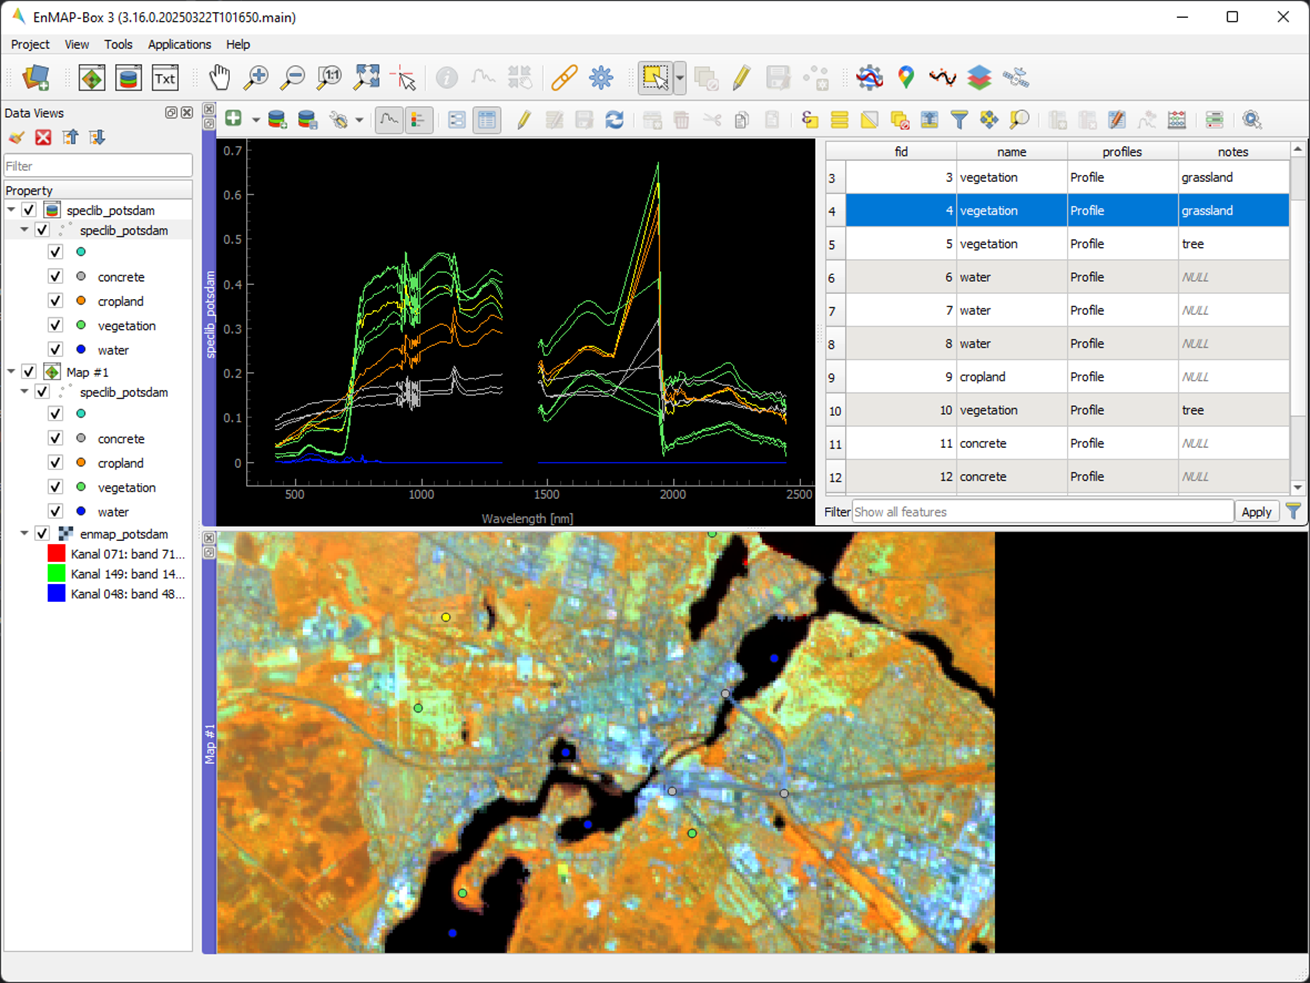 EnMAP-Box 3 (3.16.0.20250322T101650.main)
Project View Tools Applications Help
Txt
1:1
Data Views
Filter
Property
speclib_potsdam
speclib_potsdam
concrete
cropland
vegetation
water
Map #1
speclib_potsdam
concrete
cropland
vegetation
water
enmap_potsdam
Kanal 071: band 71...
Kanal 149: band 14...
Kanal 048: band 48...
speclib_potsdam
0.7
0.6
0.5
0.4
0.3
0.2
0.1
0
500 1000 1500 2000 2500
Wavelength [nm]
fid name profiles notes
3 3 vegetation Profile grassland
4 4 vegetation Profile grassland
5 5 vegetation Profile tree
6 6 water Profile NULL
7 7 water Profile NULL
8 8 water Profile NULL
9 9 cropland Profile NULL
10 10 vegetation Profile tree
11 11 concrete Profile NULL
12 12 concrete Profile NULL
Filter Show all features Apply
Map #1